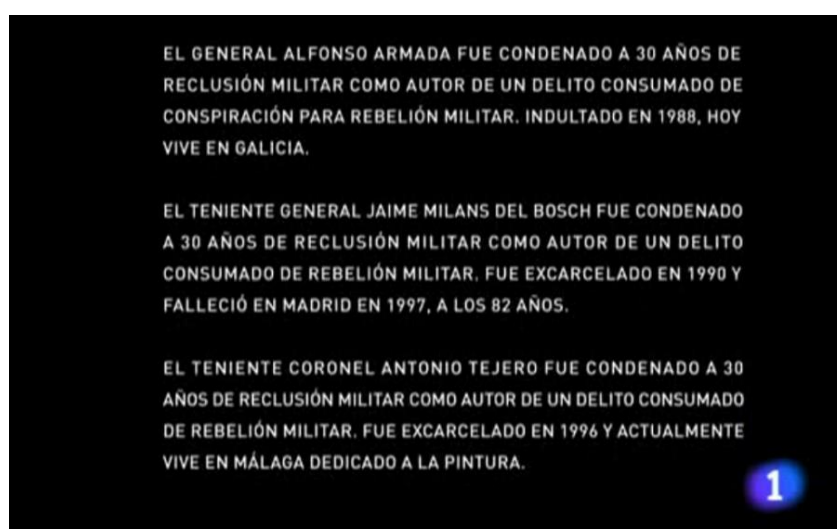 EL GENERAL ALFONSO ARMADA FUE CONDENADO A 30 AÑOS DE
RECLUSIÓN MILITAR COMO AUTOR DE UN DELITO CONSUMADO DE
CONSPIRACIÓN PARA REBELIÓN MILITAR. INDULTADO EN 1988, HOY
VIVE EN GALICIA.
EL TENIENTE GENERAL JAIME MILANS DEL BOSCH FUE CONDENADO
A 30 AÑOS DE RECLUSIÓN MILITAR COMO AUTOR DE UN DELITO
CONSUMADO DE REBELIÓN MILITAR. FUE EXCARCELADO EN 1990 Y
FALLECIÓ EN MADRID EN 1997, A LOS 82 AÑOS.
EL TENIENTE CORONEL ANTONIO TEJERO FUE CONDENADO A 30
AÑOS DE RECLUSIÓN MILITAR COMO AUTOR DE UN DELITO CONSUMADO
DE REBELIÓN MILITAR. FUE EXCARCELADO EN 1996 Y ACTUALMENTE
VIVE EN MÁLAGA DEDICADO A LA PINTURA.
1